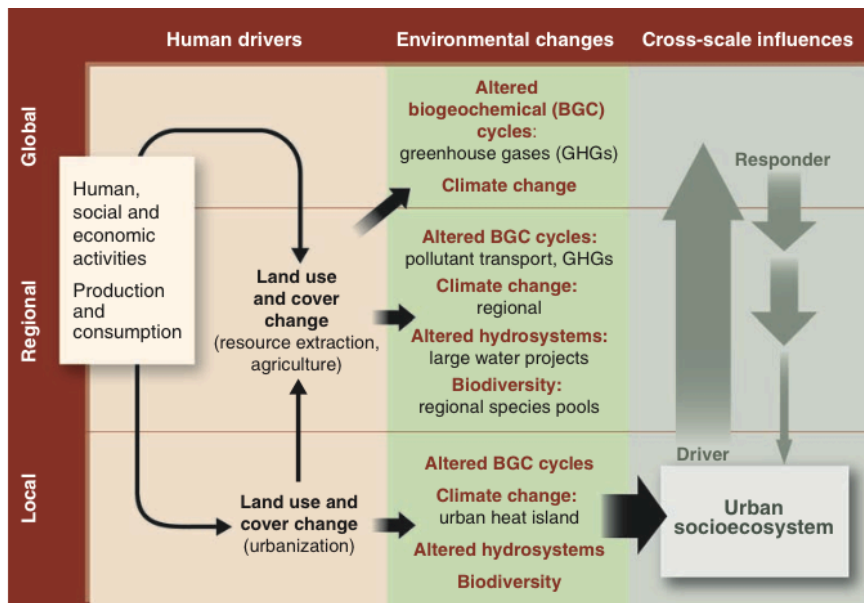 Human drivers
Environmental changes
Cross-scale influences
Global
Regional
Local
Human,
social and
economic
activities
Production
and
consumption
Land use
and cover
change
(resource extraction,
agriculture)
Land use and
cover change
(urbanization)
Altered
biogeochemical (BGC)
cycles:
greenhouse gases (GHGs)
Climate change
Altered BGC cycles:
pollutant transport, GHGs
Climate change:
regional
Altered hydrosystems:
large water projects
Biodiversity:
regional species pools
Altered BGC cycles
Climate change:
urban heat island
Altered hydrosystems
Biodiversity
Responder
Driver
Urban
socioecosystem